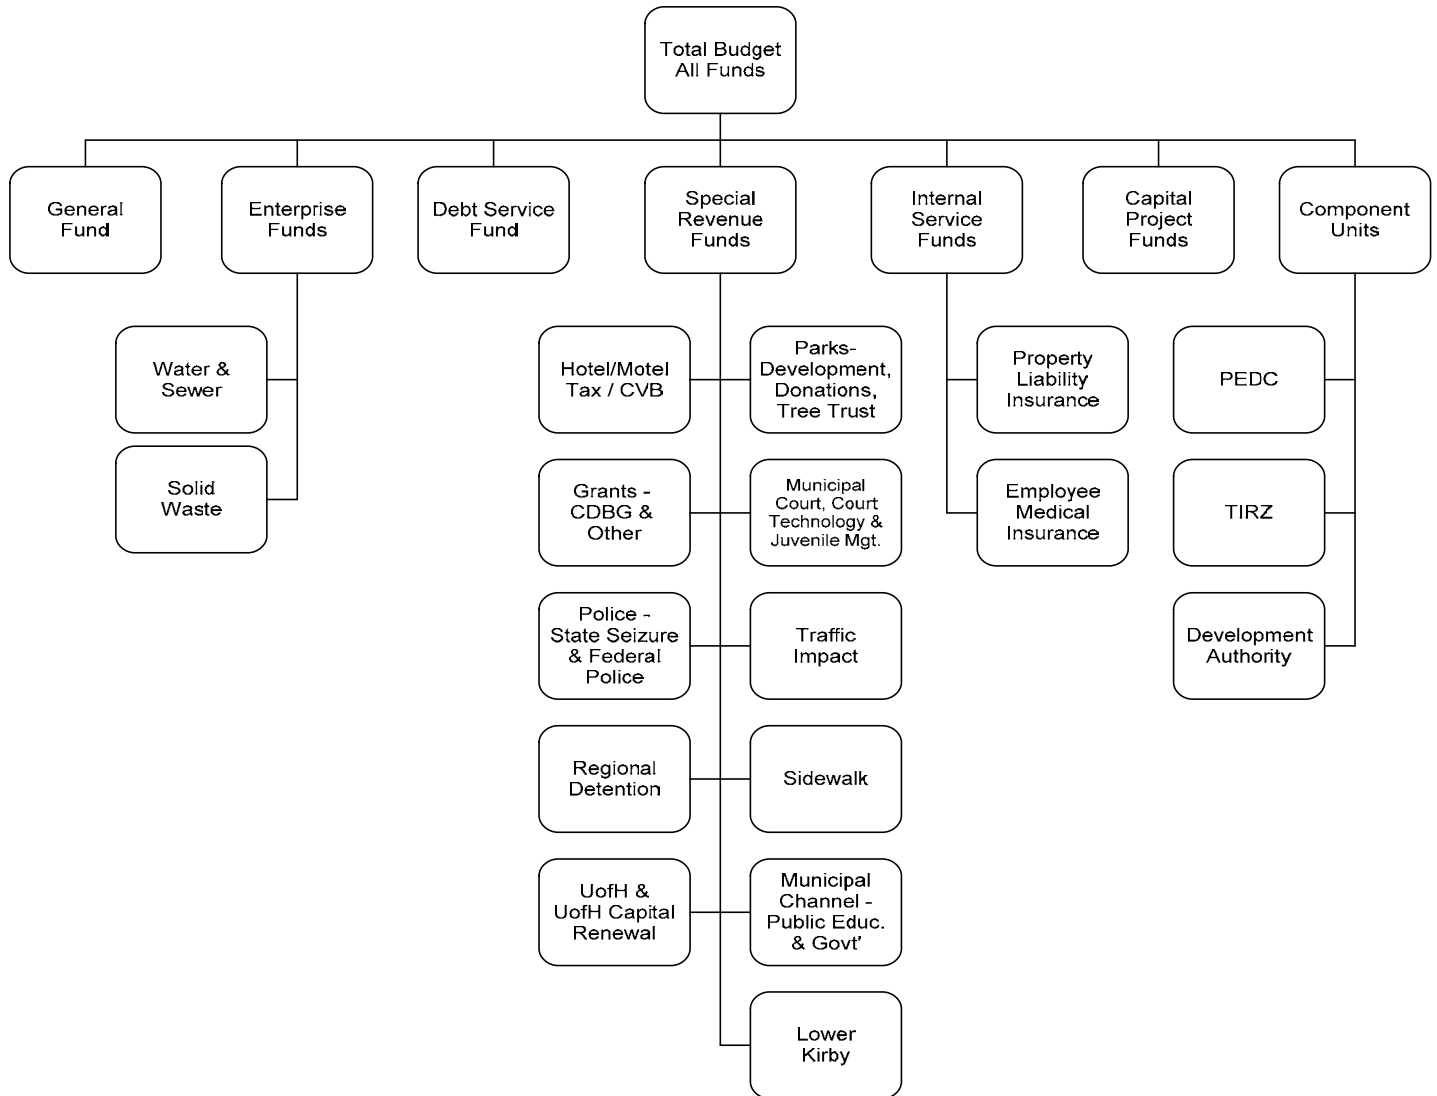 Total Budget
All Funds
General
Fund
Enterprise
Funds
Debt Service
Fund
Special
Revenue
Funds
Internal
Service
Funds
Capital
Project
Funds
Component
Units
Water &
Sewer
Hotel/Motel
Tax / CVB
Parks-
Development,
Donations,
Tree Trust
Property
Liability
Insurance
PEDC
Solid
Waste
Grants -
CDBG &
Other
Municipal
Court, Court
Technology &
Juvenile Mgt.
Employee
Medical
Insurance
TIRZ
Police -
State Seizure
& Federal
Police
Traffic
Impact
Development
Authority
Regional
Detention
Sidewalk
UofH &
UofH Capital
Renewal
Municipal
Channel -
Public Educ.
& Govt'
Lower
Kirby